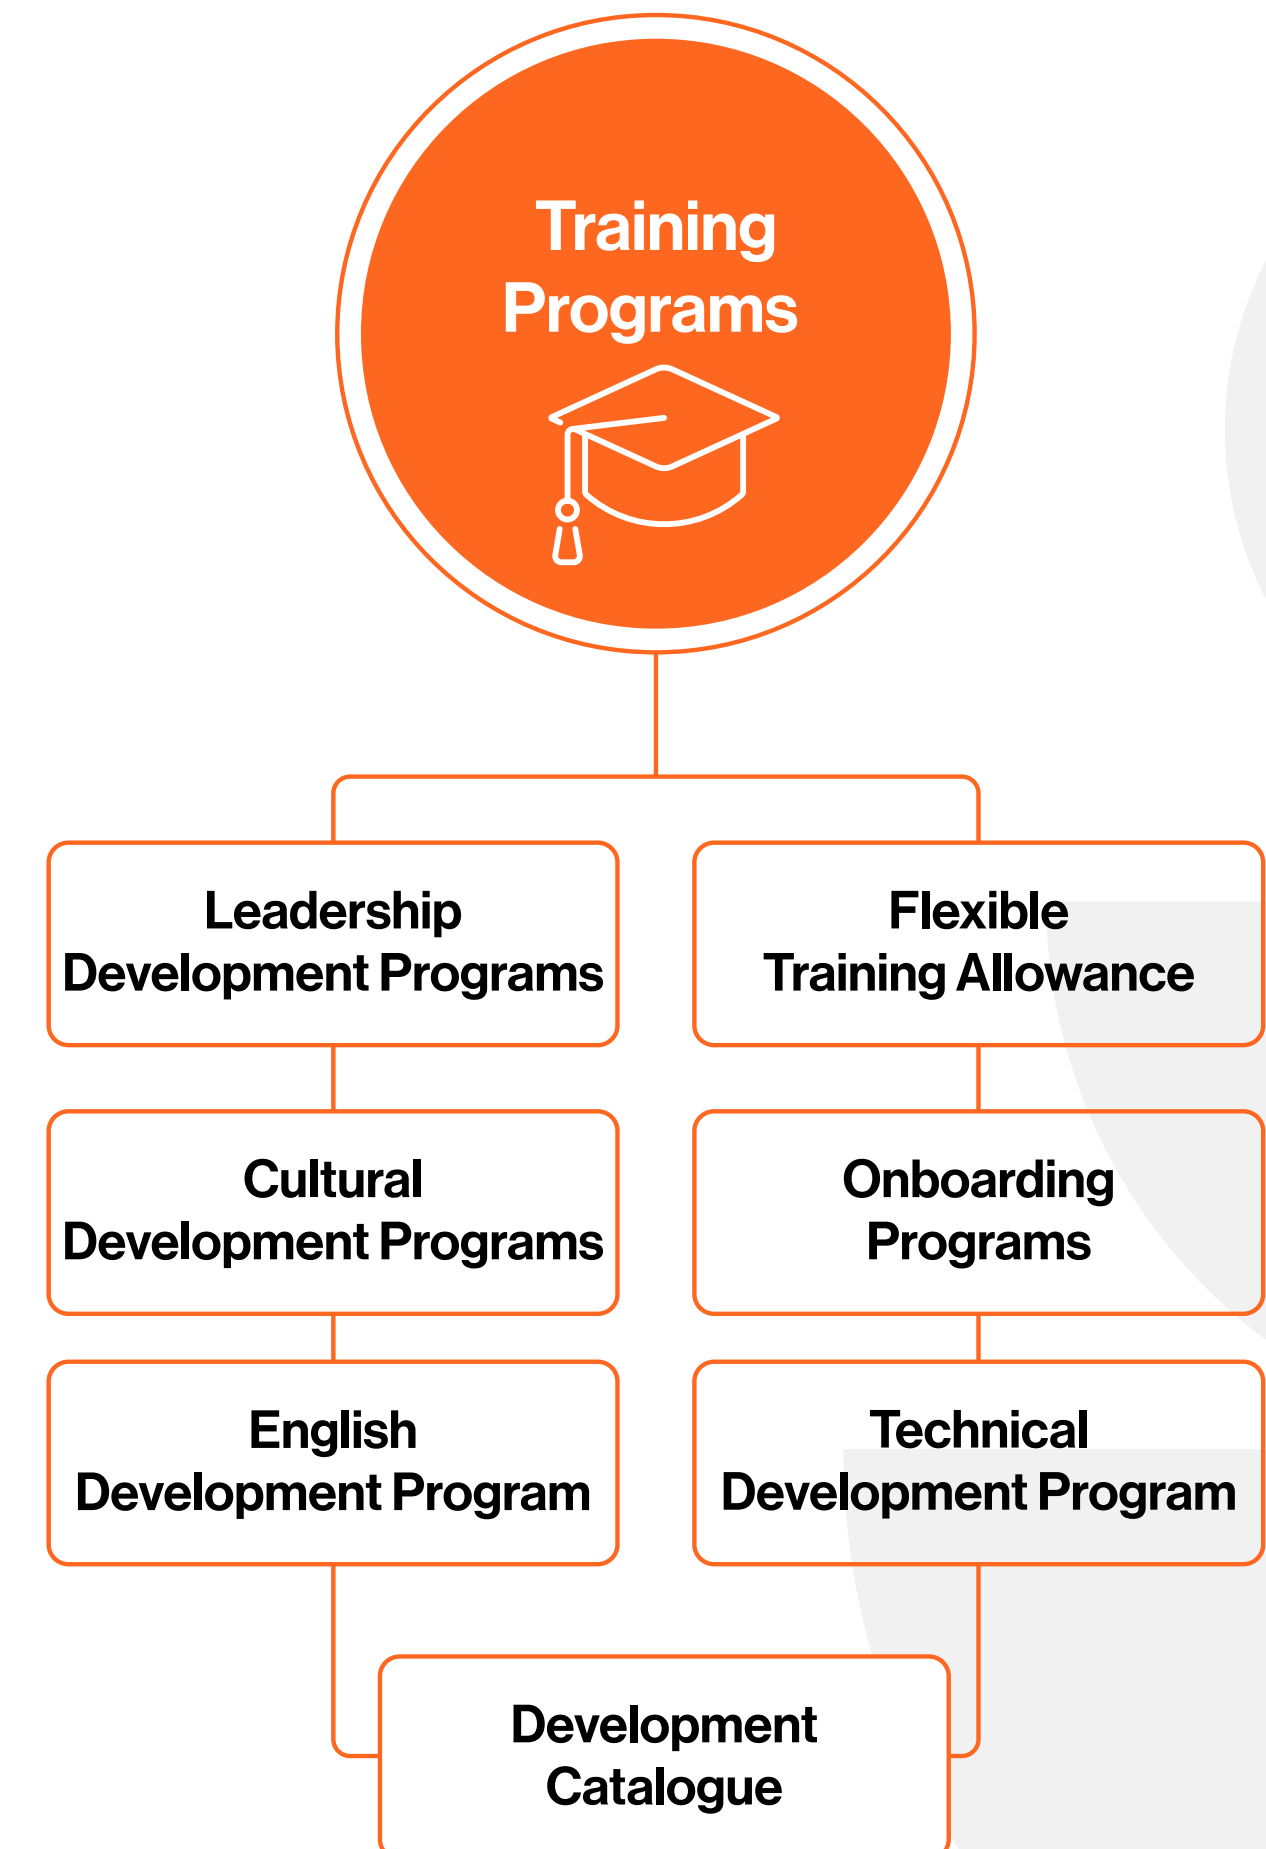 Training
Programs
Leadership
Development Programs
Flexible
Training Allowance
Cultural
Development Programs
Onboarding
Programs
English
Development Program
Technical
Development Program
Development
Catalogue